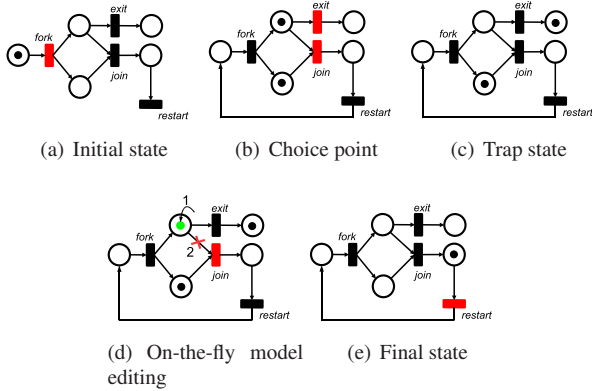 exit
exit
exit
fork
fork
fork
join
join
join
restart
restart
restart
(a) Initial state
(b) Choice point
(c) Trap state
1
exit
exit
fork
fork
2
join
join
restart
restart
(d) On-the-fly model
editing
(e) Final state